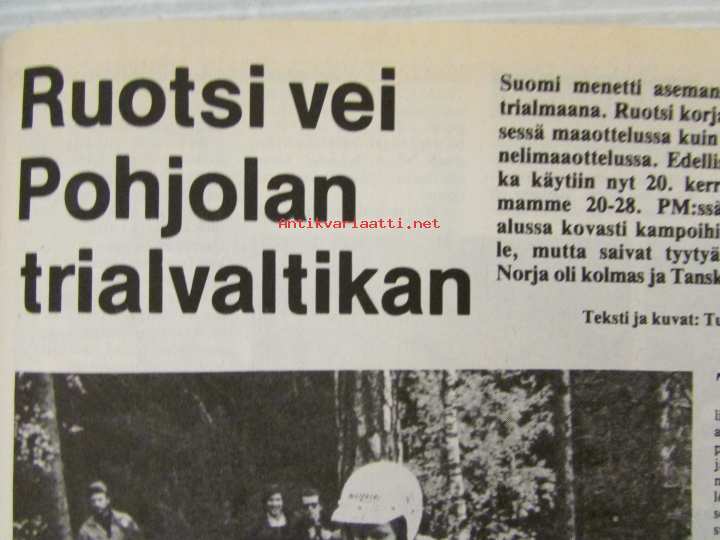 Ruotsi vei
Pohjolan
trialvaltikan
Antikvariaatti.net
Suomi menetti aseman
trialmaana. Ruotsi korja
sessä maaottelussa kuin
nelimaaottelussa. Edellis
ka käytiin nyt 20. kerr
mamme 20-28. PM:ssä
alussa kovasti kampoihi
le, mutta saivat tyytyä
Norja oli kolmas ja Tansk
Teksti ja kuvat: Tu